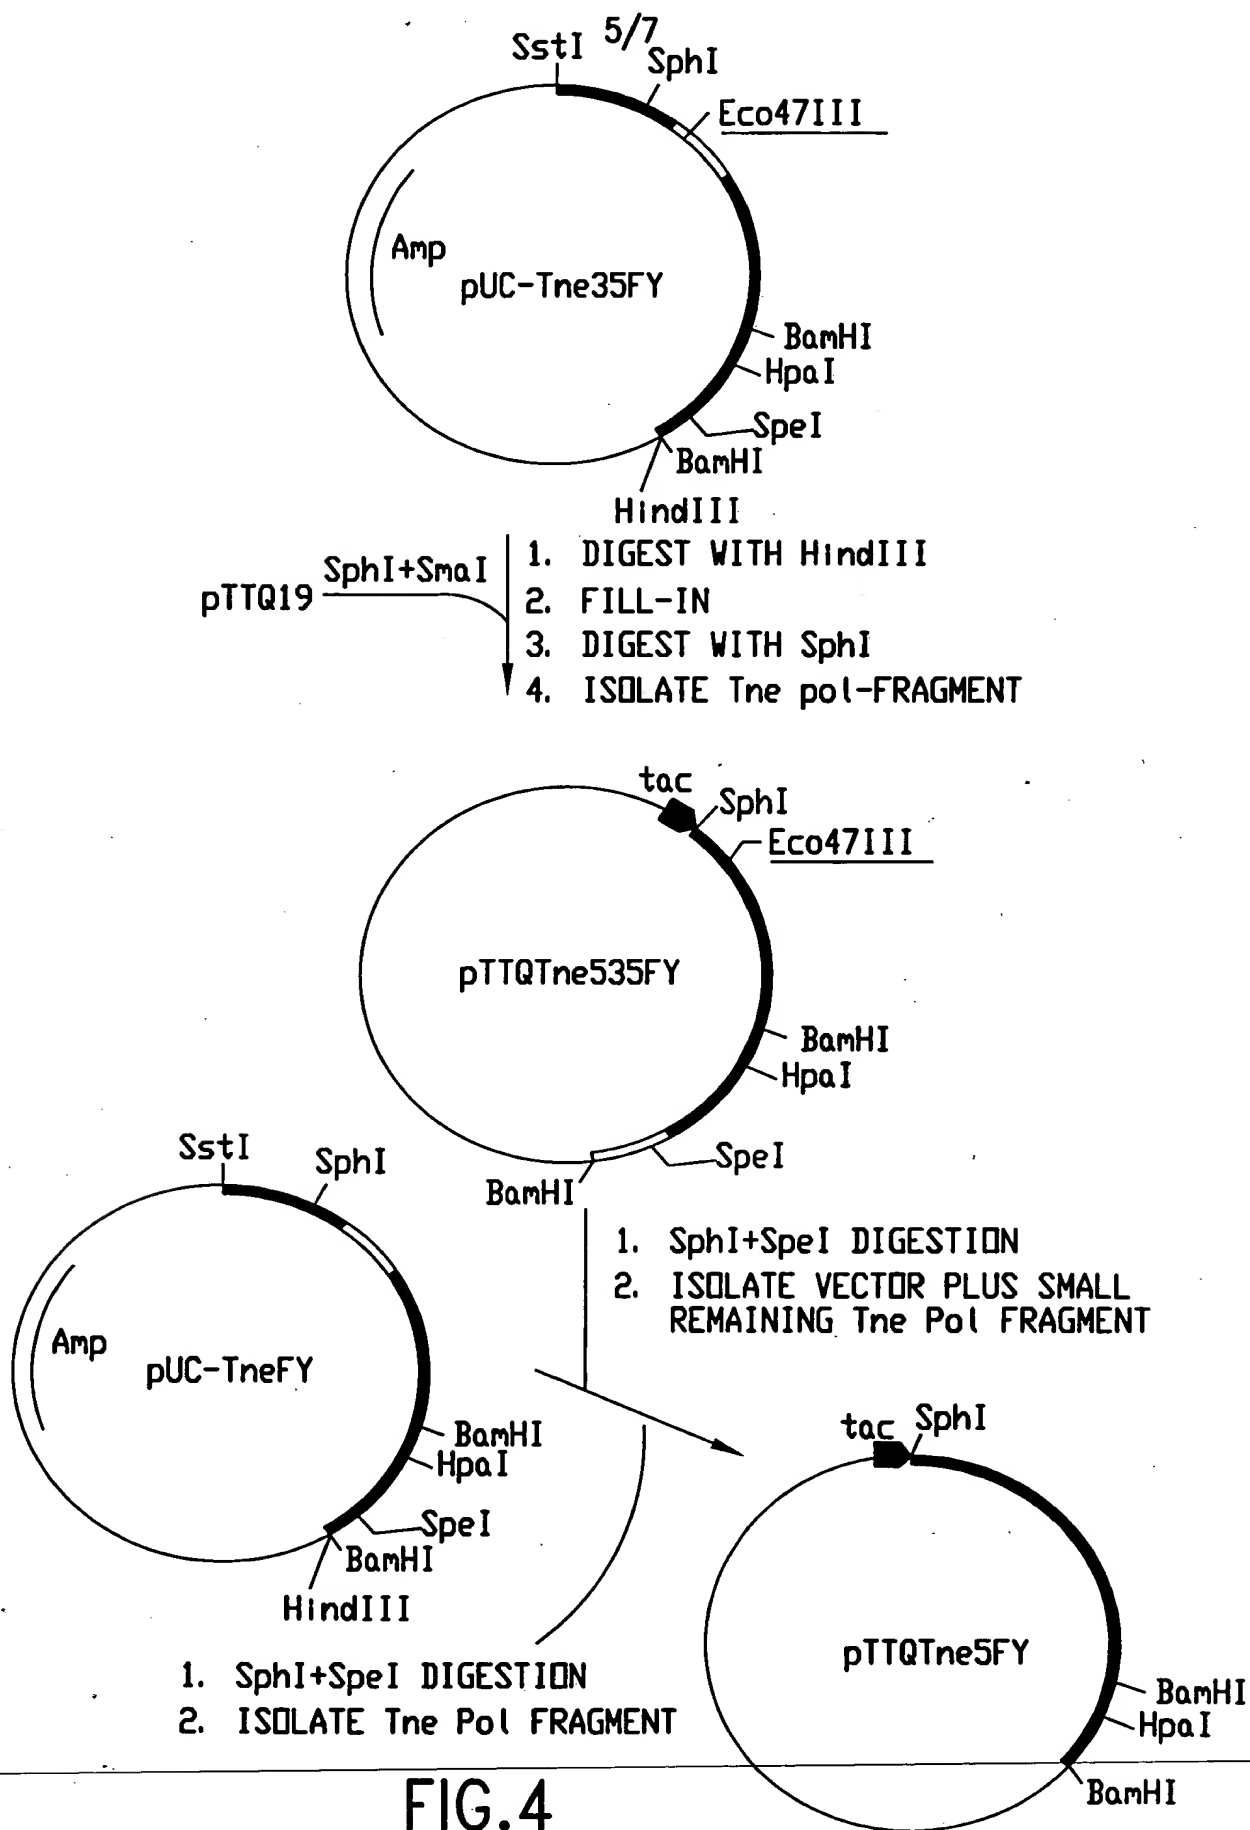 5/7
SstI
SphI
Eco47III
Amp
pUC-Tne35FY
BamHI
HpaI
SpeI
BamHI
HindIII
pTTQ19
SphI+SmaI
1. DIGEST WITH HindIII
2. FILL-IN
3. DIGEST WITH SphI
4. ISOLATE Tne pol-FRAGMENT
tac
SphI
Eco47III
pTTQTne535FY
BamHI
HpaI
SpeI
BamHI
1. SphI+SpeI DIGESTION
2. ISOLATE VECTOR PLUS SMALL
REMAINING Tne Pol FRAGMENT
SstI
SphI
Amp
pUC-TneFY
BamHI
HpaI
SpeI
BamHI
HindIII
1. SphI+SpeI DIGESTION
2. ISOLATE Tne Pol FRAGMENT
tac
SphI
pTTQTne5FY
BamHI
HpaI
BamHI
FIG.4